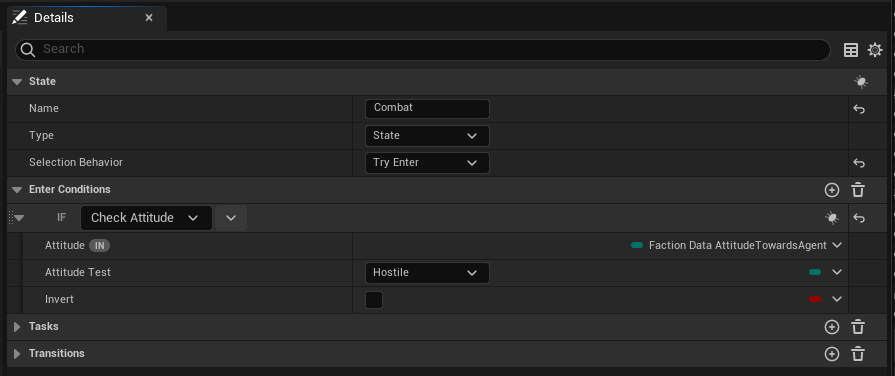 Details
Search
State
Name Combat
Type State
Selection Behavior Try Enter
Enter Conditions
IF Check Attitude
Attitude IN Faction Data AttitudeTowardsAgent
Attitude Test Hostile
Invert
Tasks
Transitions